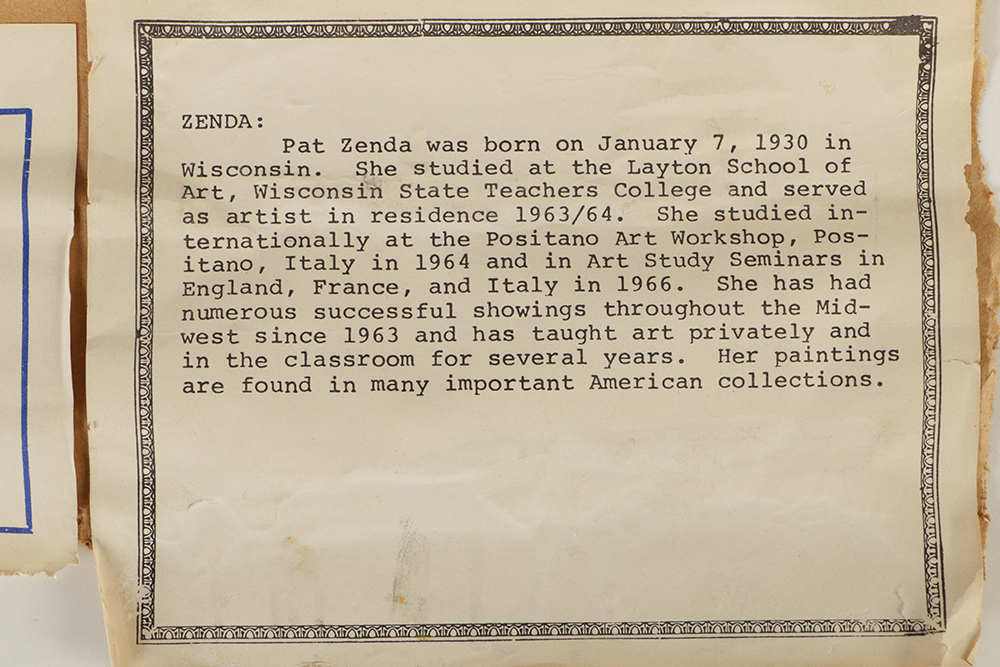 ZENDA:
Pat Zenda was born on January 7, 1930 in
Wisconsin. She studied at the Layton School of
Art, Wisconsin State Teachers College and served
as artist in residence 1963/64. She studied in-
ternationally at the Positano Art Workshop, Pos-
itano, Italy in 1964 and in Art Study Seminars in
England, France, and Italy in 1966. She has had
numerous successful showings throughout the Mid-
west since 1963 and has taught art privately and
in the classroom for several years. Her paintings
are found in many important American collections.